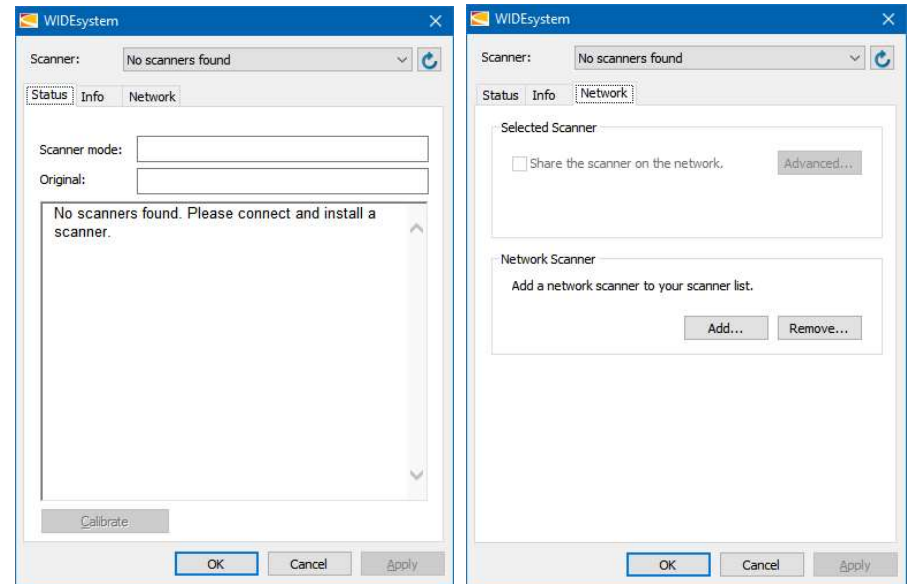 WIDEsystem
Scanner: No scanners found
Status Info Network
Scanner mode:
Original:
No scanners found. Please connect and install a
scanner.
Calibrate
OK Cancel Apply
WIDEsystem
Scanner: No scanners found
Status Info Network
Selected Scanner
Share the scanner on the network. Advanced...
Network Scanner
Add a network scanner to your scanner list.
Add... Remove...
OK Cancel Apply